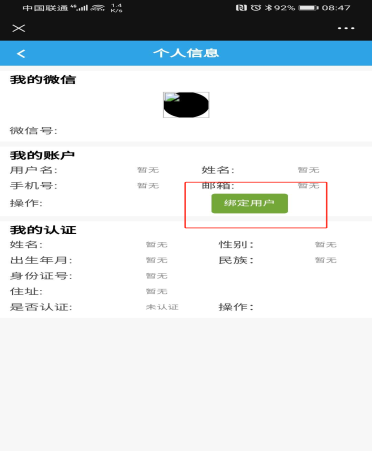 中国联通 4G 1.4 K/s 92% 08:47
个人信息
我的微信
微信号:
我的账户
用户名: 暂无 姓名: 暂无
手机号: 暂无 邮箱: 暂无
操作: 绑定用户
我的认证
姓名: 暂无 性别: 暂无
出生年月: 暂无 民族: 暂无
身份证号: 暂无
住址: 暂无
是否认证: 未认证 操作: